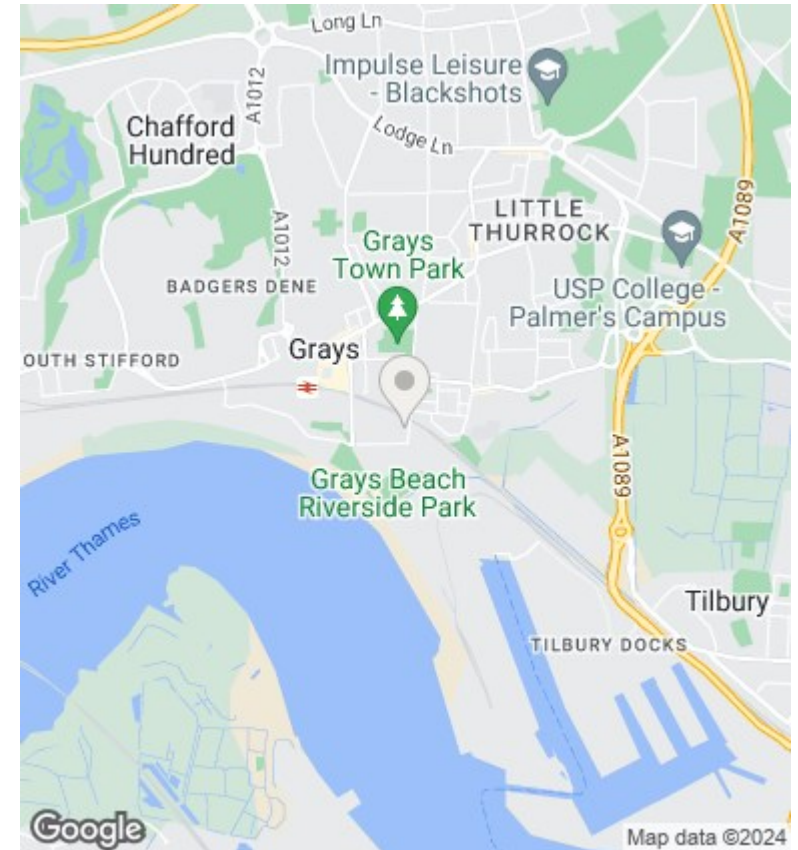 Long Ln
Impulse Leisure
- Blackshots
A1012
Chafford
Hundred
Lodge Ln
LITTLE
THURROCK
A1089
Grays
Town Park
A1012
BADGERS DENE
USP College -
Palmer's Campus
OUTH STIFFORD
Grays
A1089
Grays Beach
Riverside Park
River Thames
Tilbury
TILBURY DOCKS
Google
Map data ©2024